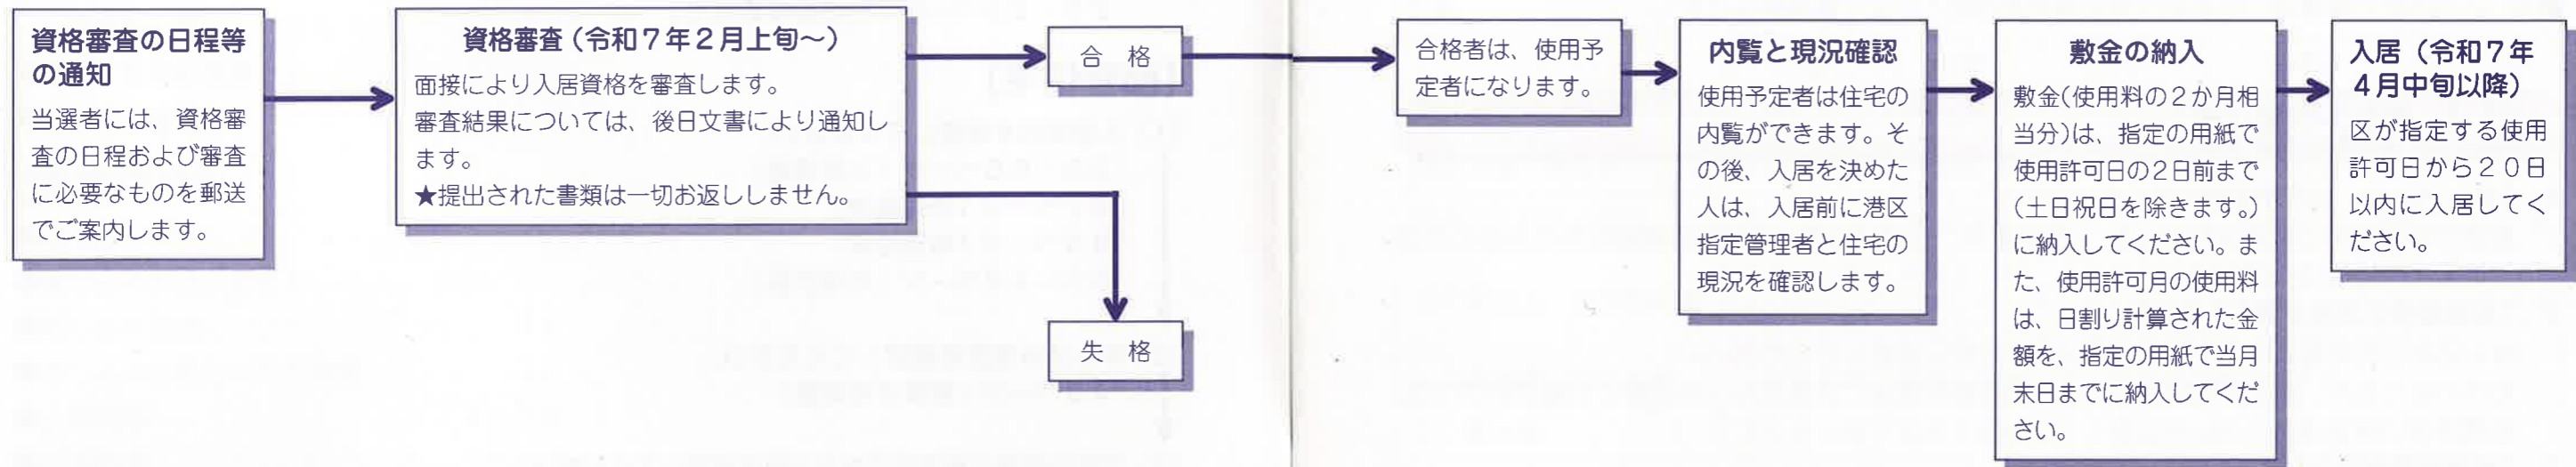 資格審査の日程等
の通知
当選者には、資格審
査の日程および審査
に必要なものを郵送
でご案内します。
資格審査（令和７年２月上旬～）
面接により入居資格を審査します。
審査結果については、後日文書により通知し
ます。
★提出された書類は一切お返ししません。
合　格
失　格
合格者は、使用予
定者になります。
内覧と現況確認
使用予定者は住宅の
内覧ができます。そ
の後、入居を決めた
人は、入居前に港区
指定管理者と住宅の
現況を確認します。
敷金の納入
敷金(使用料の２か月相
当分)は、指定の用紙で
使用許可日の２日前まで
(土日祝日を除きます。)
に納入してください。ま
た、使用許可月の使用料
は、日割り計算された金
額を、指定の用紙で当月
末日までに納入してくだ
さい。
入居（令和７年
４月中旬以降）
区が指定する使用
許可日から２０日
以内に入居してく
ださい。